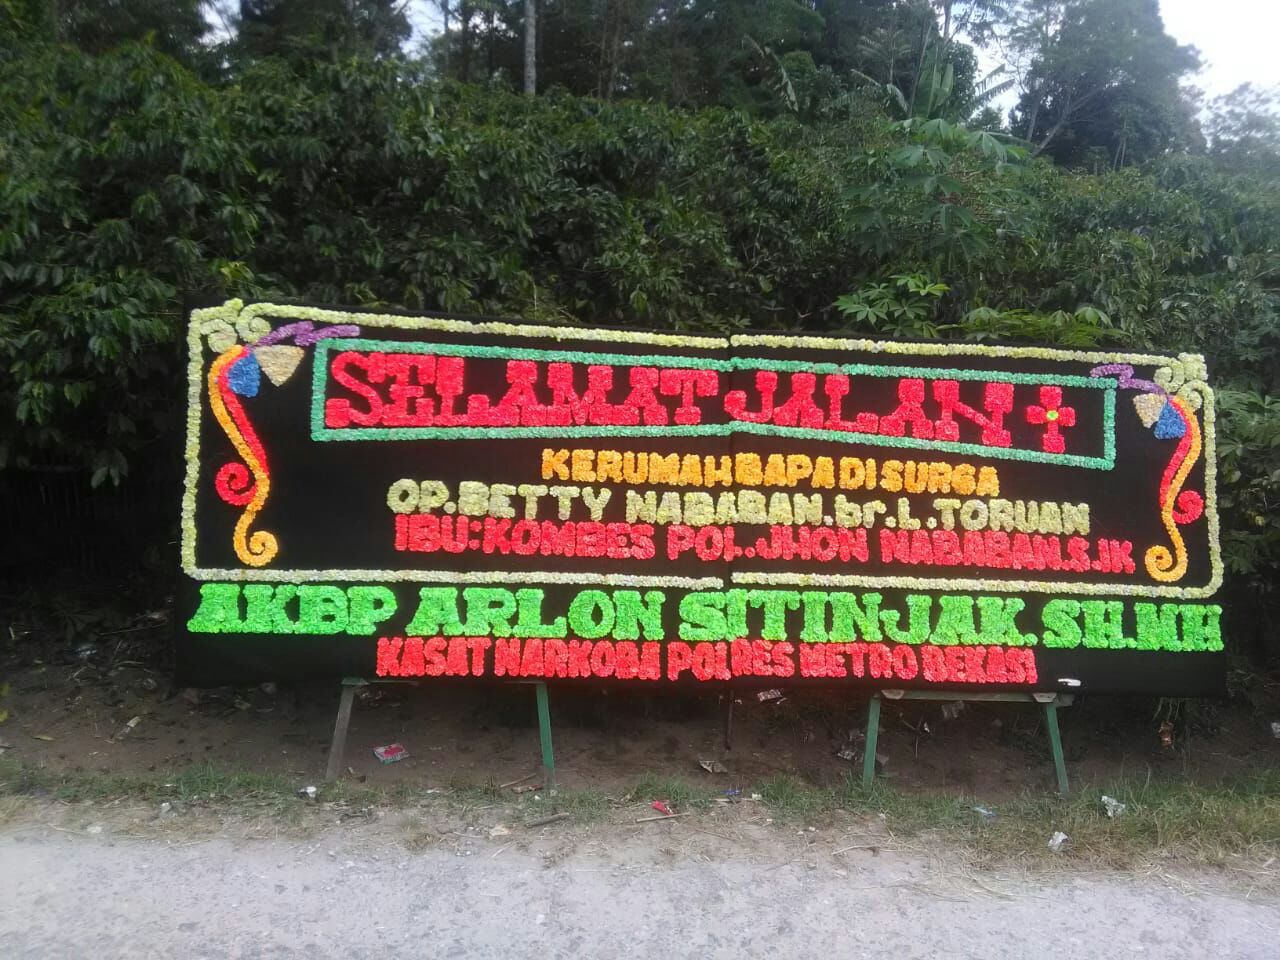 SELAMAT JALAN
KERUMAH BAPA DI SURGA
OP.BETTY NABABAN.br.L.TORUAN
IBU:KOMBES POL.JHON NABABAN.S.IK
AKBP ARLON SITINJAK.SH.MH
KASAT NARKOBA POLRES METRO BEKASI